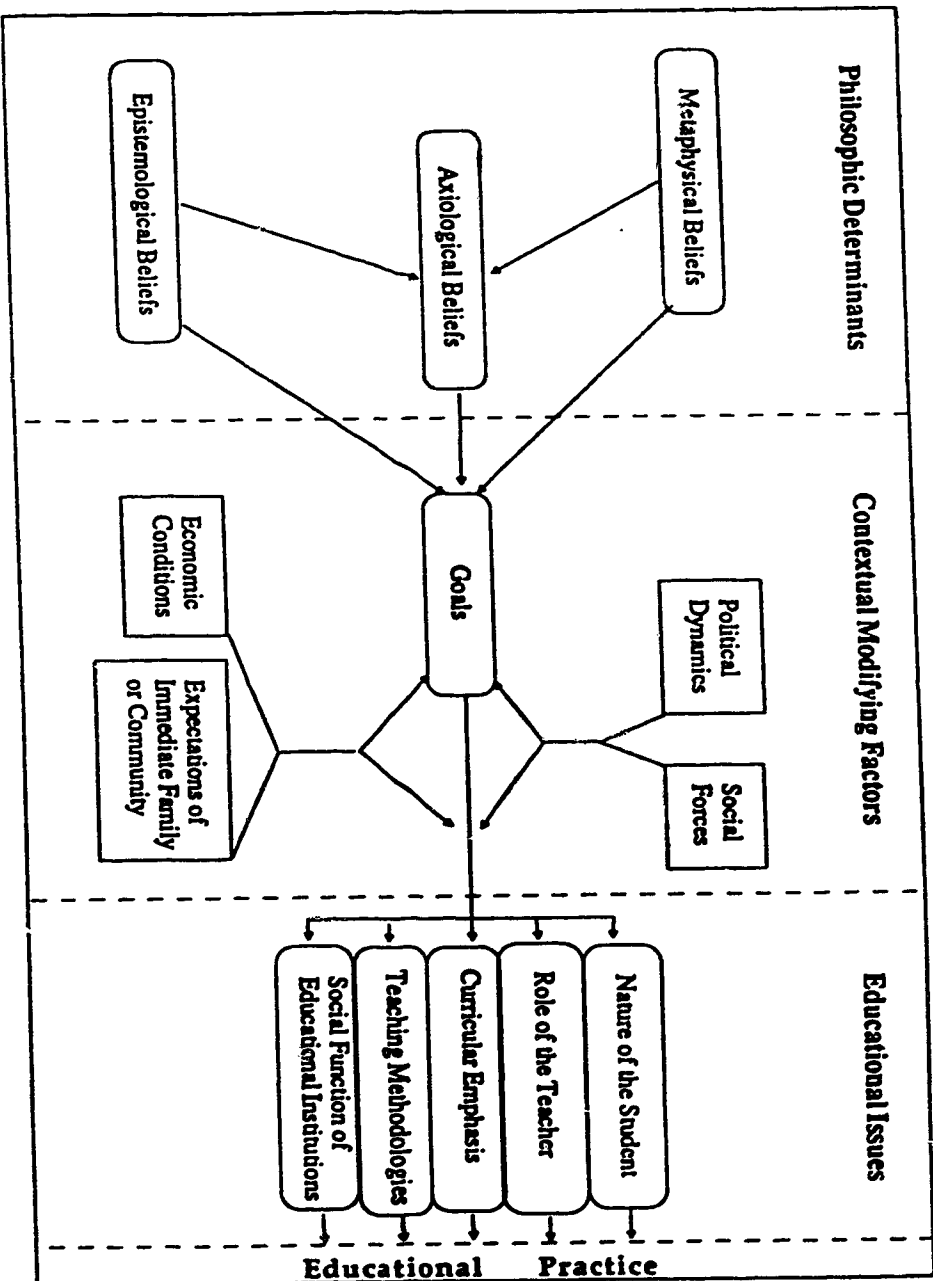 Philosophic Determinants
Contextual Modifying Factors
Educational Issues
Metaphysical Beliefs
Axiological Beliefs
Epistemological Beliefs
Political
Dynamics
Social
Forces
Goals
Economic
Conditions
Expectations of
Immediate Family
or Community
Nature of the Student
Role of the Teacher
Curricular Emphasis
Teaching Methodologies
Social Function of
Educational Institutions
Educational Practice